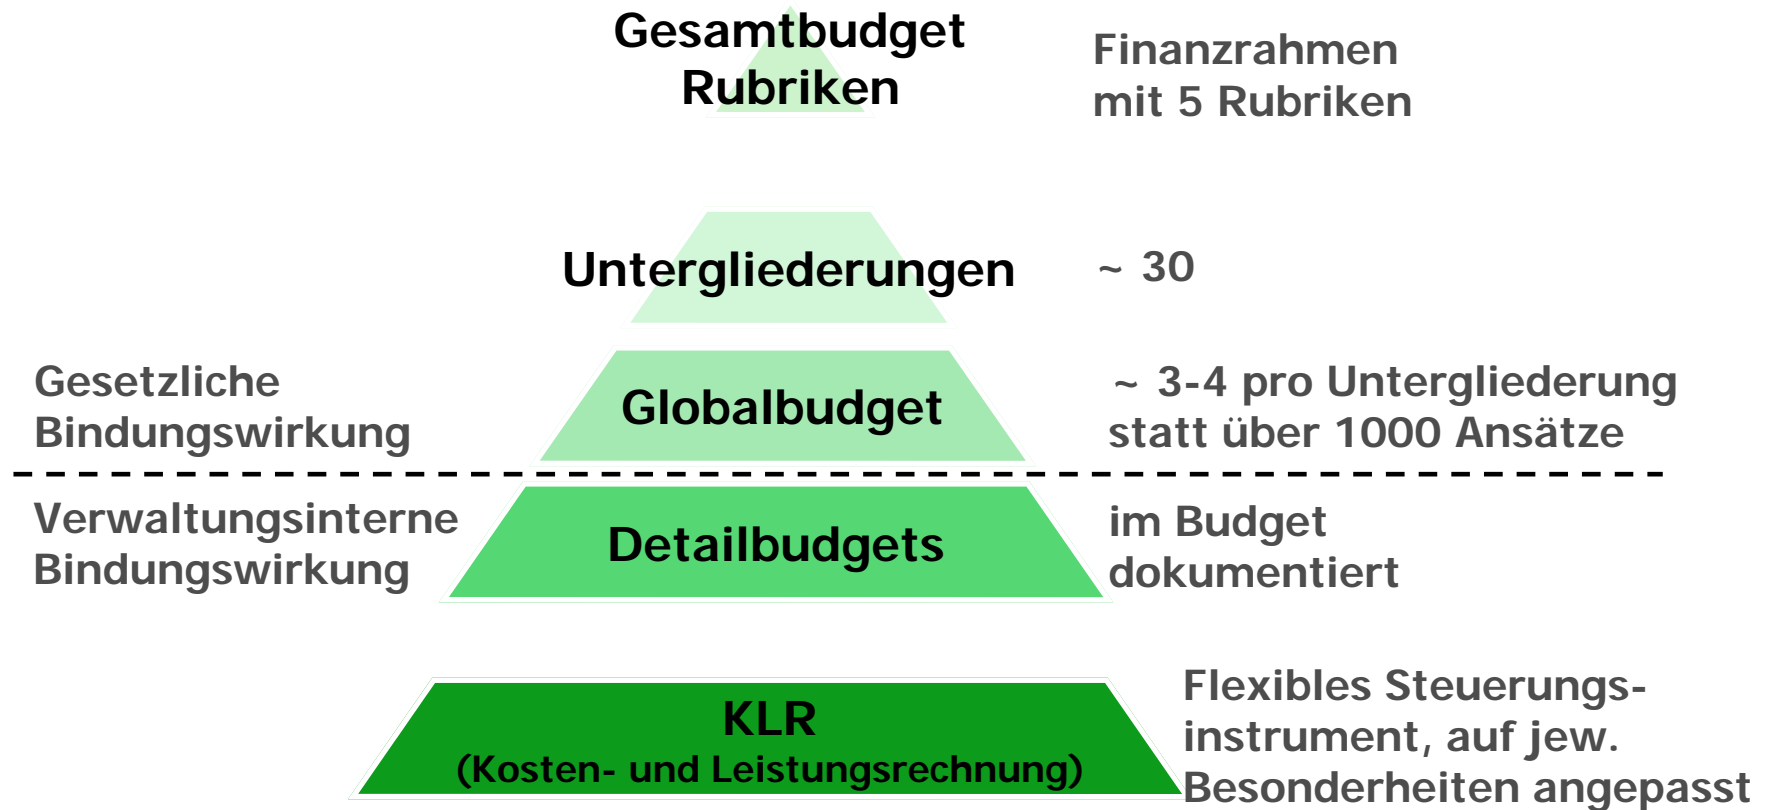 Gesamtbudget
Rubriken
Finanzrahmen
mit 5 Rubriken
Untergliederungen
~ 30
Gesetzliche
Bindungswirkung
Globalbudget
~ 3-4 pro Untergliederung
statt über 1000 Ansätze
Verwaltungsinterne
Bindungswirkung
Detailbudgets
im Budget
dokumentiert
KLR
(Kosten- und Leistungsrechnung)
Flexibles Steuerungs-
instrument, auf jew.
Besonderheiten angepasst